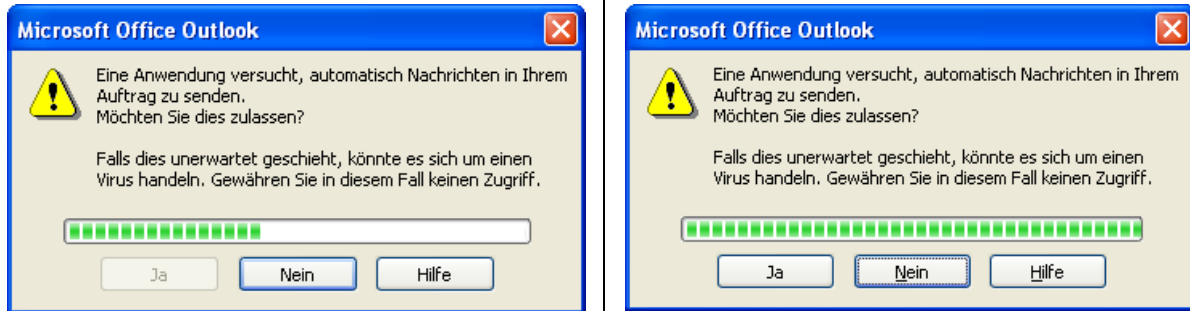 Microsoft Office Outlook
Eine Anwendung versucht, automatisch Nachrichten in Ihrem
Auftrag zu senden.
Möchten Sie dies zulassen?
Falls dies unerwartet geschieht, könnte es sich um einen
Virus handeln. Gewähren Sie in diesem Fall keinen Zugriff.
Ja Nein Hilfe
Microsoft Office Outlook
Eine Anwendung versucht, automatisch Nachrichten in Ihrem
Auftrag zu senden.
Möchten Sie dies zulassen?
Falls dies unerwartet geschieht, könnte es sich um einen
Virus handeln. Gewähren Sie in diesem Fall keinen Zugriff.
Ja Nein Hilfe